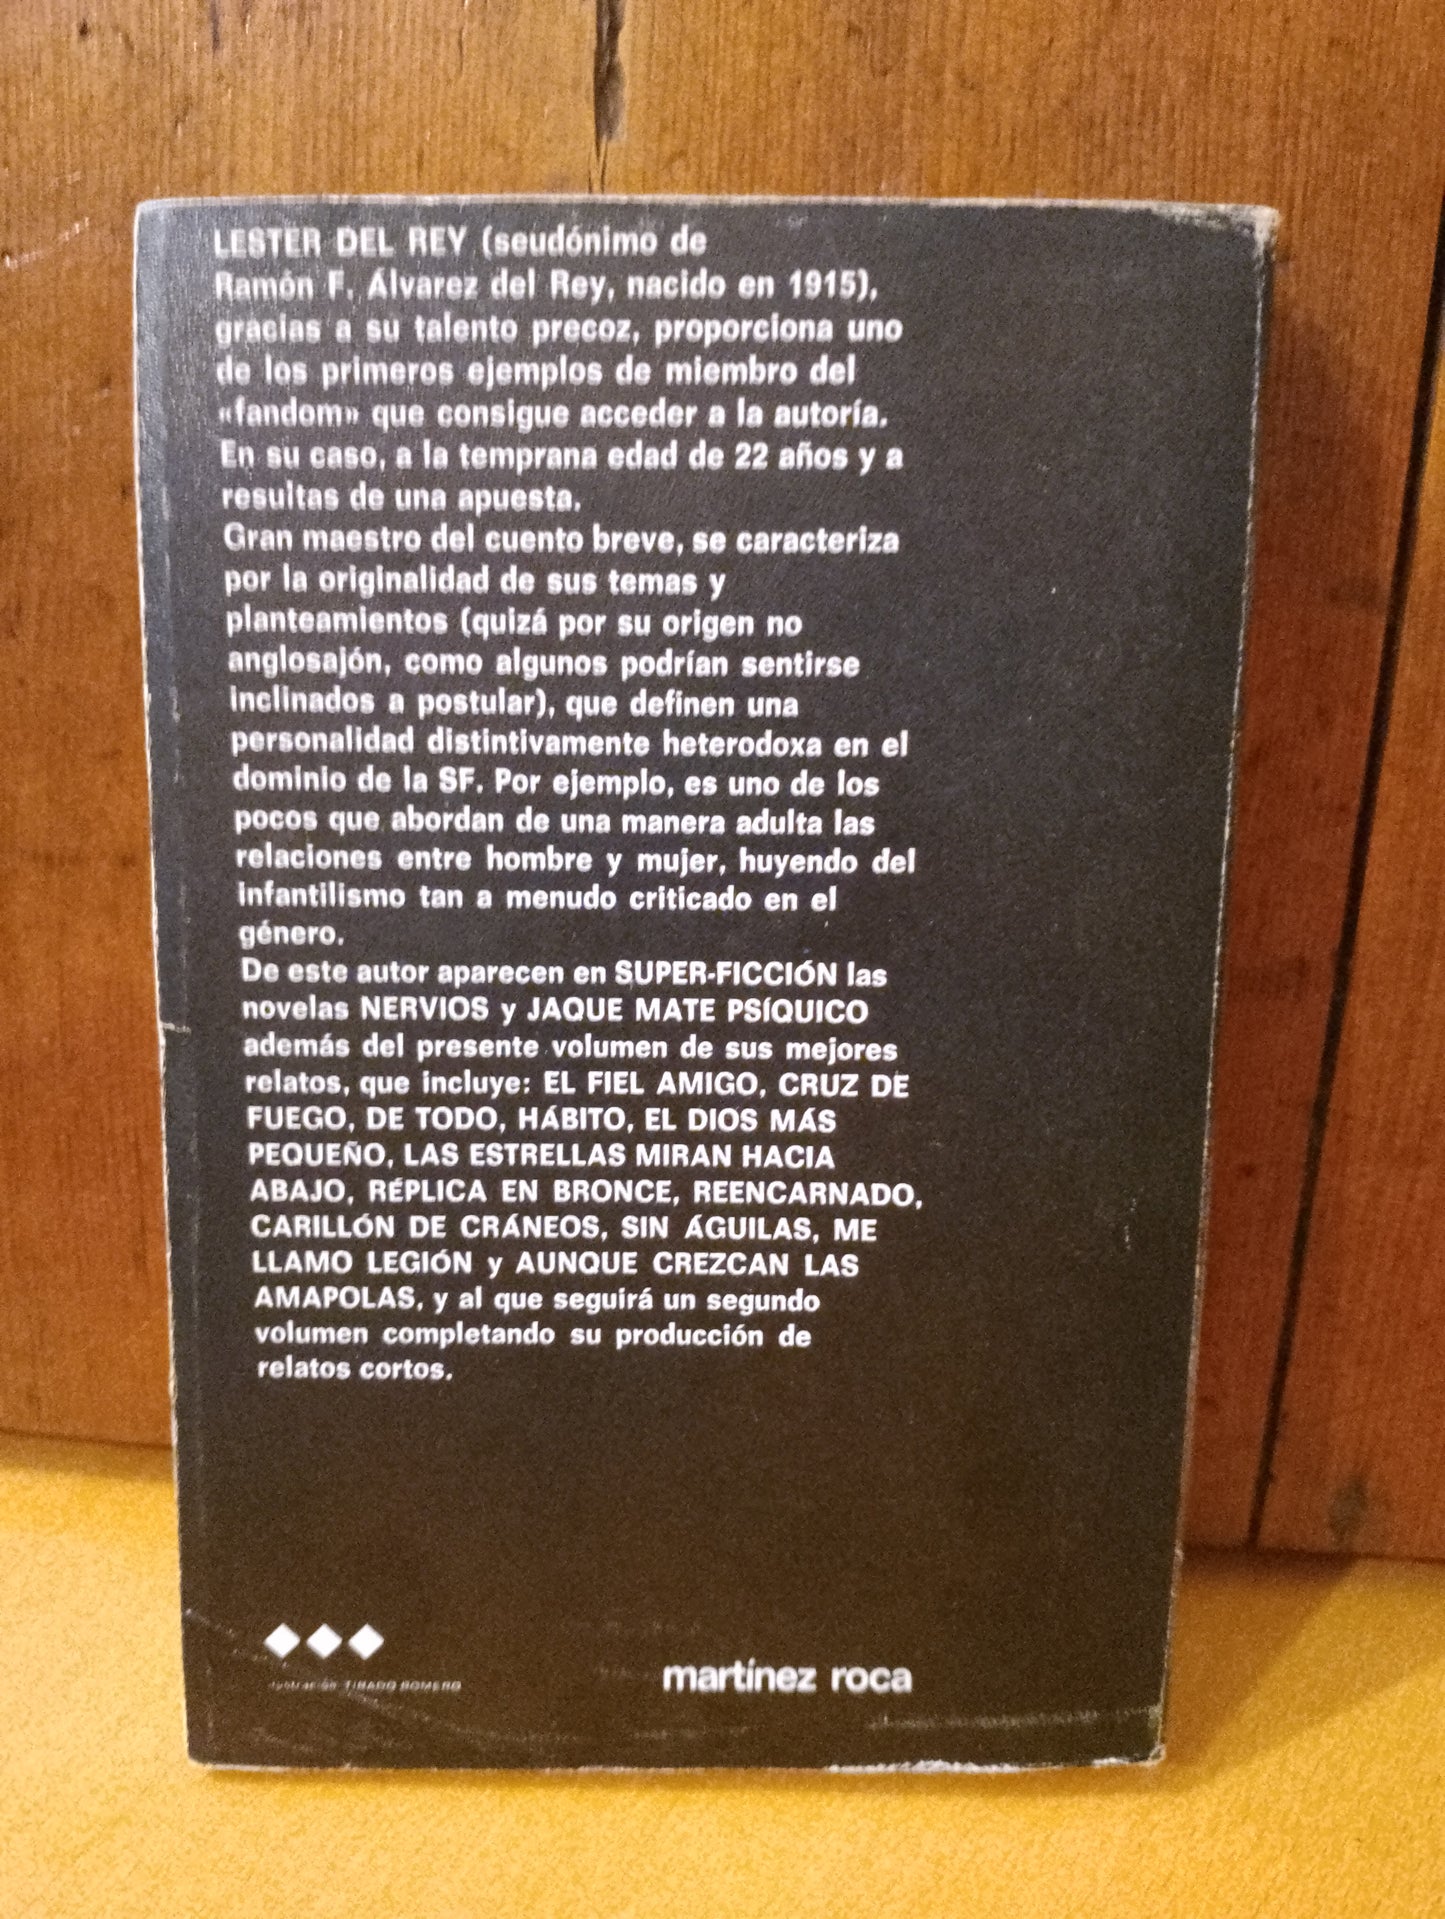 LESTER DEL REY (seudónimo de
Ramón F. Álvarez del Rey, nacido en 1915),
gracias a su talento precoz, proporciona uno
de los primeros ejemplos de miembro del
«fandom» que consigue acceder a la autoría.
En su caso, a la temprana edad de 22 años y a
resultas de una apuesta.
Gran maestro del cuento breve, se caracteriza
por la originalidad de sus temas y
planteamientos (quizá por su origen no
anglosajón, como algunos podrían sentirse
inclinados a postular), que definen una
personalidad distintivamente heterodoxa en el
dominio de la SF. Por ejemplo, es uno de los
pocos que abordan de una manera adulta las
relaciones entre hombre y mujer, huyendo del
infantilismo tan a menudo criticado en el
género.
De este autor aparecen en SUPER-FICCIÓN las
novelas NERVIOS y JAQUE MATE PSÍQUICO
además del presente volumen de sus mejores
relatos, que incluye: EL FIEL AMIGO, CRUZ DE
FUEGO, DE TODO, HÁBITO, EL DIOS MÁS
PEQUEÑO, LAS ESTRELLAS MIRAN HACIA
ABAJO, RÉPLICA EN BRONCE, REENCARNADO,
CARILLÓN DE CRÁNEOS, SIN ÁGUILAS, ME
LLAMO LEGIÓN y AUNQUE CREZCAN LAS
AMAPOLAS, y al que seguirá un segundo
volumen completando su producción de
relatos cortos.
Ilustración: TIRADO ROMERO
martínez roca